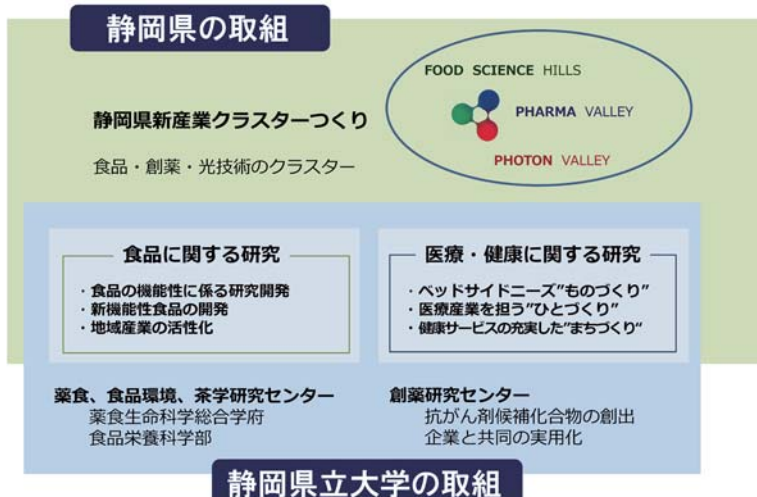 静岡県の取組
FOOD SCIENCE HILLS
PHARMA VALLEY
PHOTON VALLEY
静岡県新産業クラスターつくり
食品・創薬・光技術のクラスター
食品に関する研究
・食品の機能性に係る研究開発
・新機能性食品の開発
・地域産業の活性化
医療・健康に関する研究
・ベッドサイドニーズ"ものづくり"
・医療産業を担う"ひとづくり"
・健康サービスの充実した"まちづくり"
薬食、食品環境、茶学研究センター
薬食生命科学総合学府
食品栄養科学部
創薬研究センター
抗がん剤候補化合物の創出
企業と共同の実用化
静岡県立大学の取組